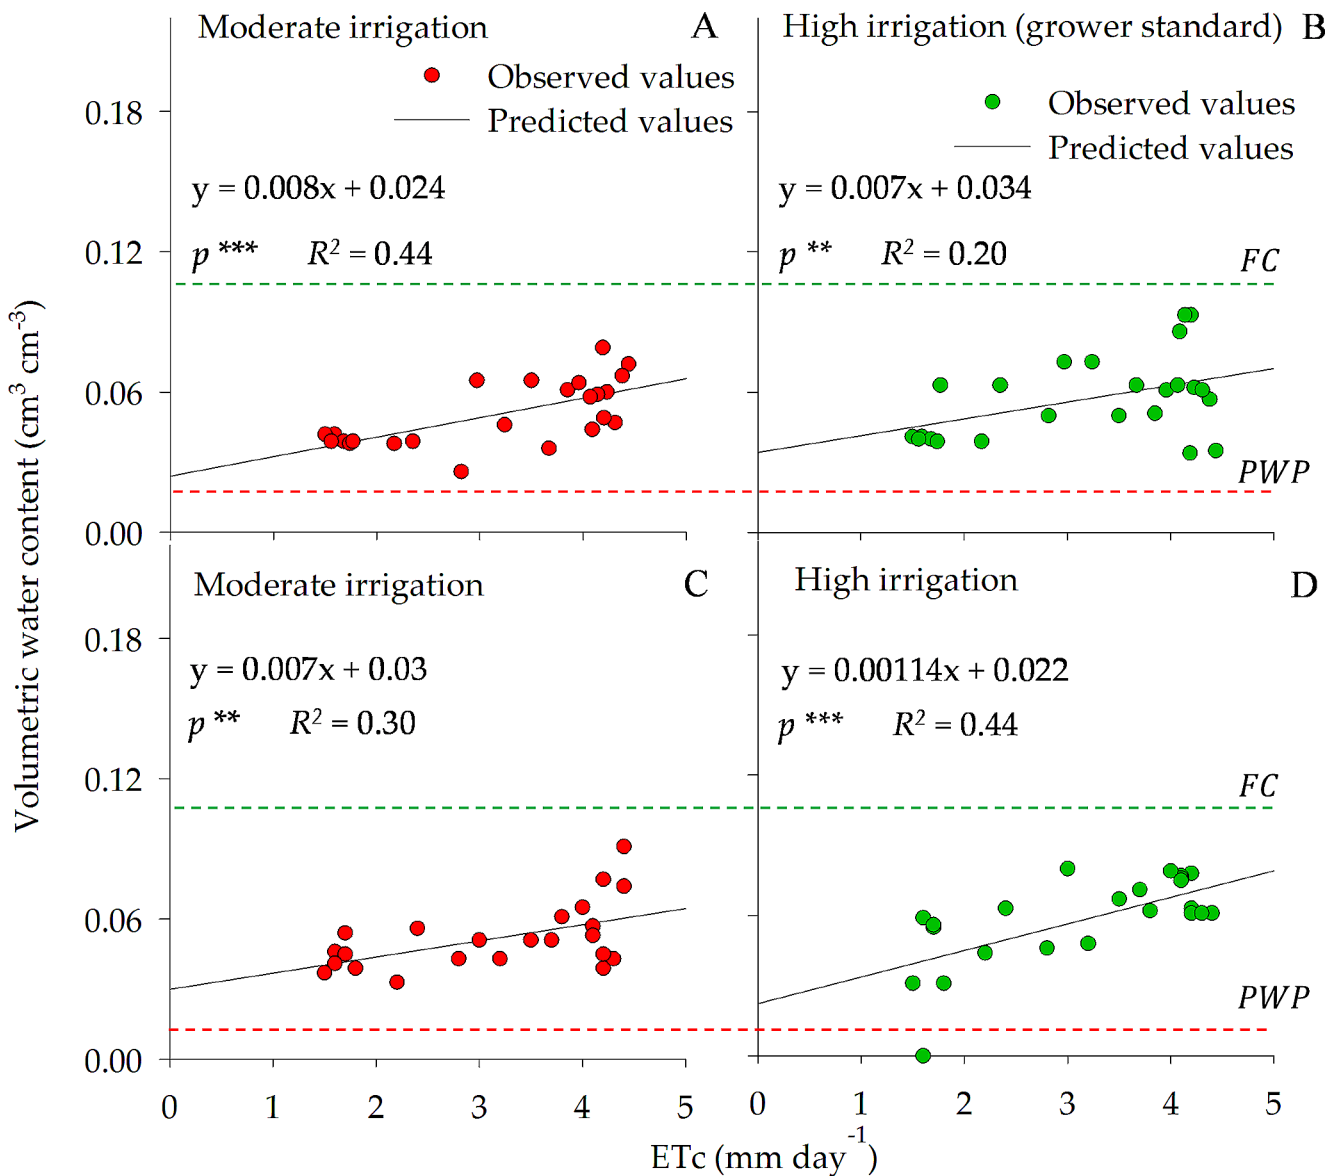 Moderate irrigation A
Observed values
Predicted values
y = 0.008x + 0.024
p *** R² = 0.44
High irrigation (grower standard) B
Observed values
Predicted values
y = 0.007x + 0.034
p ** R² = 0.20
FC
PWP
0.18
0.12
0.06
0.00
Volumetric water content (cm³ cm⁻³)
Moderate irrigation C
y = 0.007x + 0.03
p ** R² = 0.30
High irrigation D
y = 0.00114x + 0.022
p *** R² = 0.44
FC
PWP
0.18
0.12
0.06
0.00
0 1 2 3 4 5
0 1 2 3 4 5
ETc (mm day⁻¹)